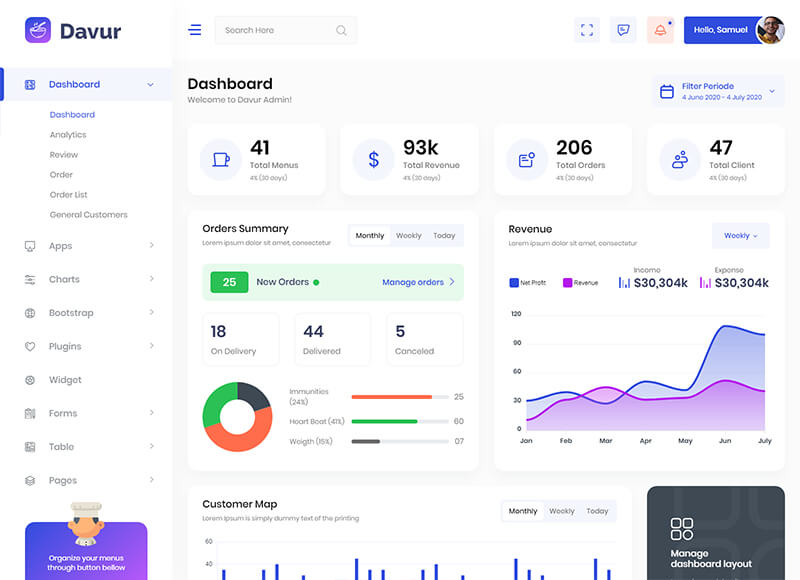 Davur
Search Here
Hello, Samuel
Dashboard
Dashboard
Analytics
Review
Order
Order List
General Customers
Apps
Charts
Bootstrap
Plugins
Widget
Forms
Table
Pages
Organize your menus
through button bellow
Dashboard
Welcome to Davur Admin!
Filter Periode
4 June 2020 - 4 July 2020
41
Total Menus
4% (30 days)
93k
Total Revenue
4% (30 days)
206
Total Orders
4% (30 days)
47
Total Client
4% (30 days)
Orders Summary
Lorem ipsum dolor sit amet, consectetur
Monthly Weekly Today
25 New Orders Manage orders
18
On Delivery
44
Delivered
5
Canceled
Immunities
(24%)
25
Heart Beat (41%) 60
Weigth (15%) 07
Revenue
Lorem ipsum dolor sit amet, consectetur
Weekly
Net Profit Revenue
Income
$30,304k
Expense
$30,304k
120
90
60
30
0
Jan Feb Mar Apr May Jun July
Customer Map
Lorem Ipsum is simply dummy text of the printing
Monthly Weekly Today
60
40
Manage
dashboard layout